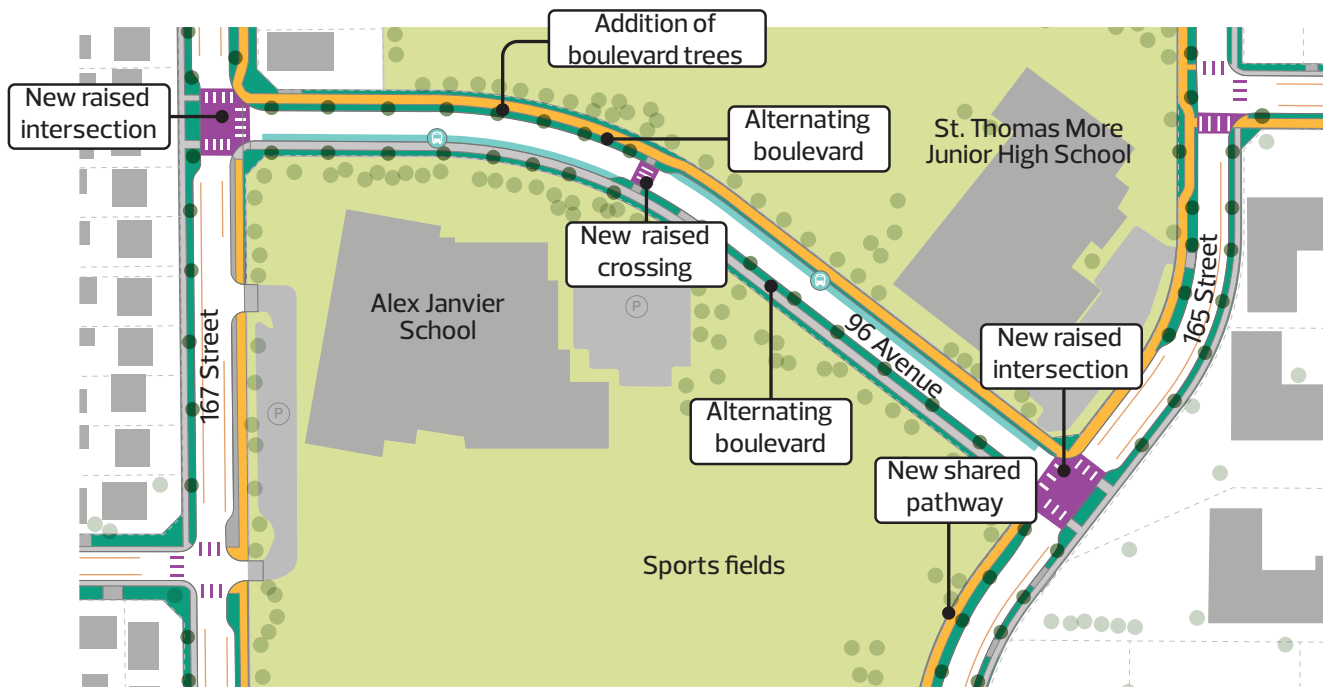 Addition of
boulevard trees
New raised
intersection
Alternating
boulevard
St. Thomas More
Junior High School
New raised
crossing
Alex Janvier
School
P
165 Street
96 Avenue
167 Street
New raised
intersection
P
Alternating
boulevard
New shared
pathway
Sports fields